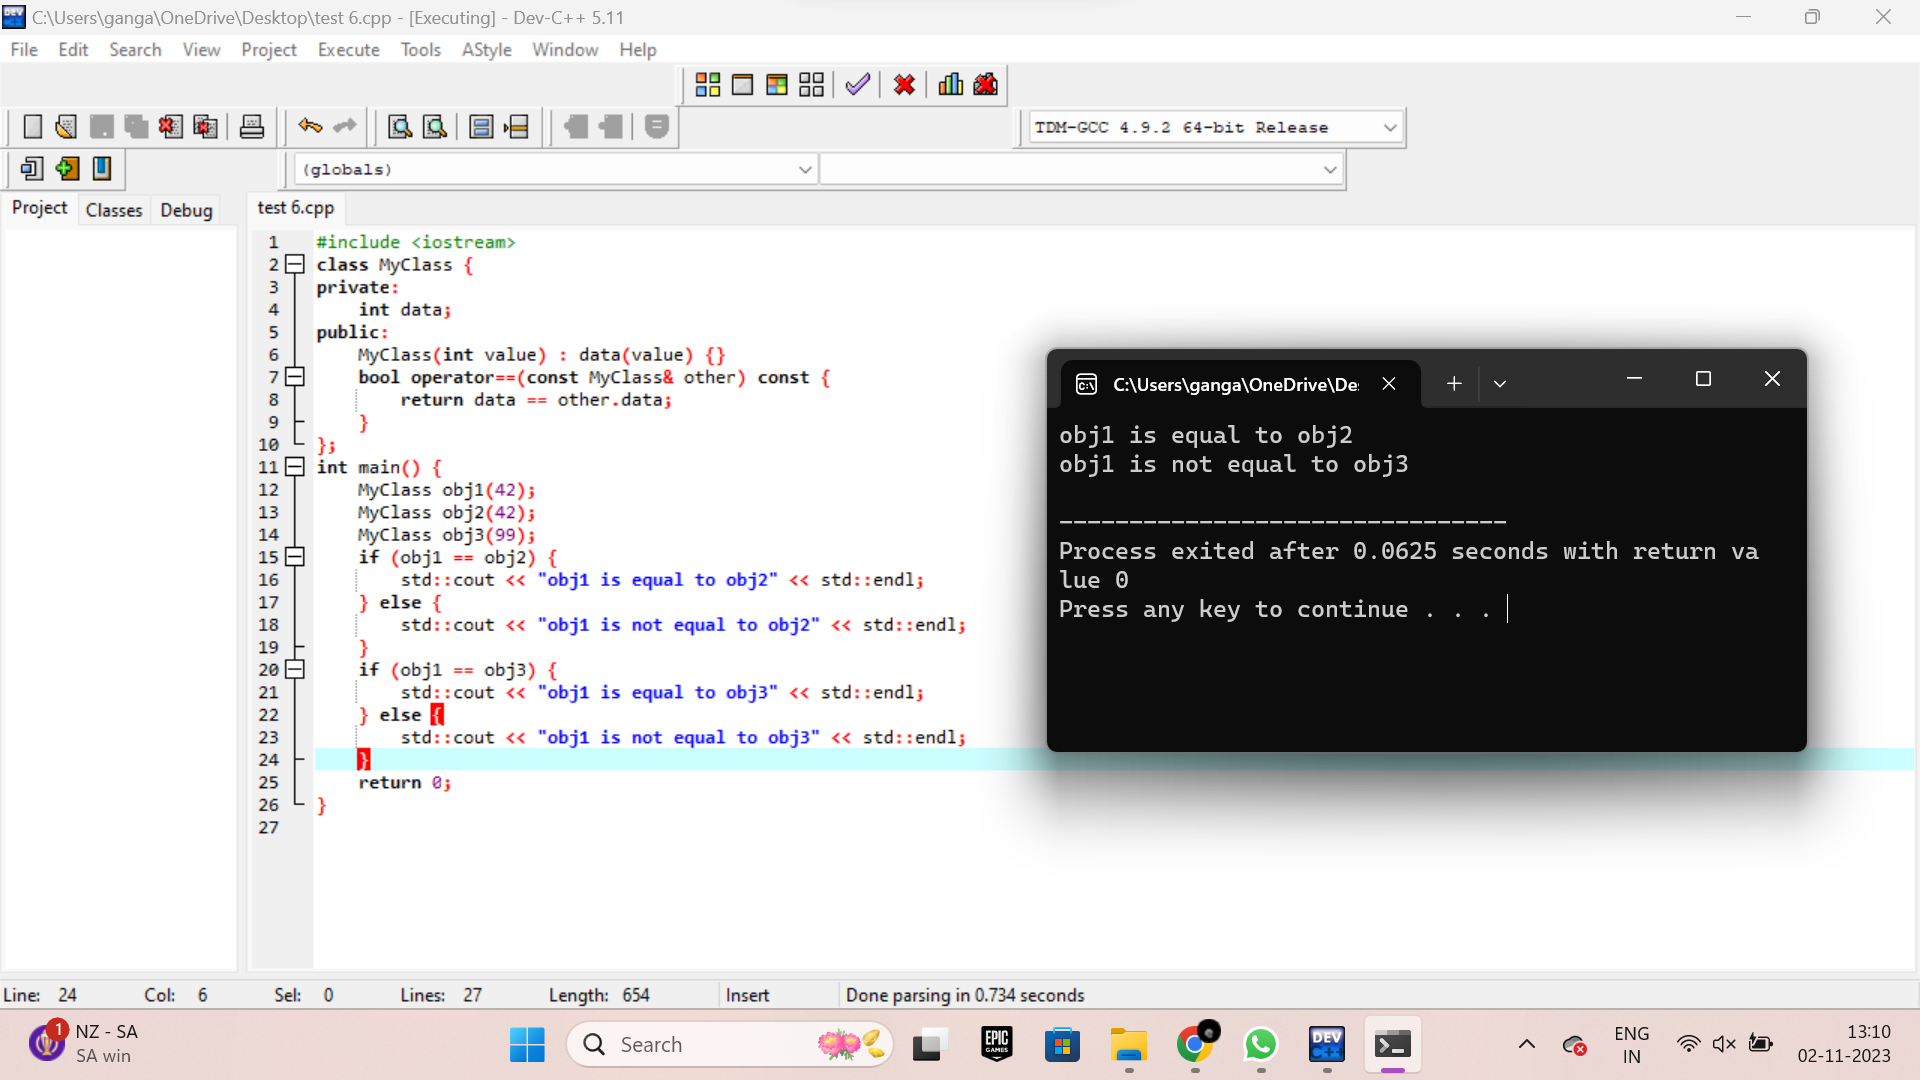 C:\Users\ganga\OneDrive\Desktop\test 6.cpp - [Executing] - Dev-C++ 5.11
File Edit Search View Project Execute Tools AStyle Window Help
TDM-GCC 4.9.2 64-bit Release
(globals)
Project Classes Debug
test 6.cpp
1 #include <iostream>
2 class MyClass {
3 private:
4     int data;
5 public:
6     MyClass(int value) : data(value) {}
7     bool operator==(const MyClass& other) const {
8         return data == other.data;
9     }
10 };
11 int main() {
12     MyClass obj1(42);
13     MyClass obj2(42);
14     MyClass obj3(99);
15     if (obj1 == obj2) {
16         std::cout << "obj1 is equal to obj2" << std::endl;
17     } else {
18         std::cout << "obj1 is not equal to obj2" << std::endl;
19     }
20     if (obj1 == obj3) {
21         std::cout << "obj1 is equal to obj3" << std::endl;
22     } else {
23         std::cout << "obj1 is not equal to obj3" << std::endl;
24     }
25     return 0;
26 }
27
C:\Users\ganga\OneDrive\De
obj1 is equal to obj2
obj1 is not equal to obj3
--------------------------------
Process exited after 0.0625 seconds with return va
lue 0
Press any key to continue . . .
Line: 24 Col: 6 Sel: 0 Lines: 27 Length: 654 Insert Done parsing in 0.734 seconds
1
NZ - SA
SA win
Search
EPIC GAMES
DEV C++
ENG
IN
13:10
02-11-2023